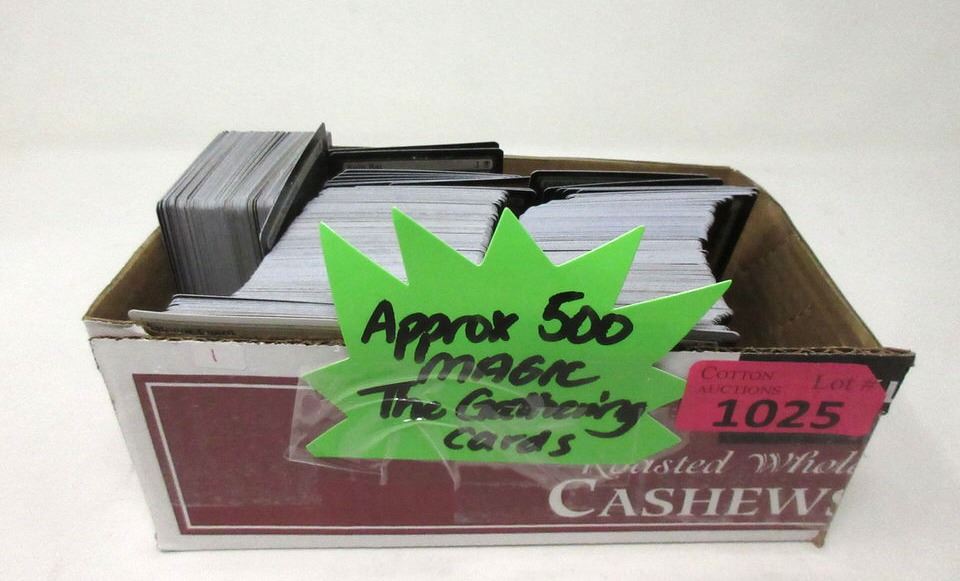 Approx 500
MAGIC
The Gathering
Cards
COTTON
AUCTIONS
Lot #
1025
Roasted Whole
CASHEWS